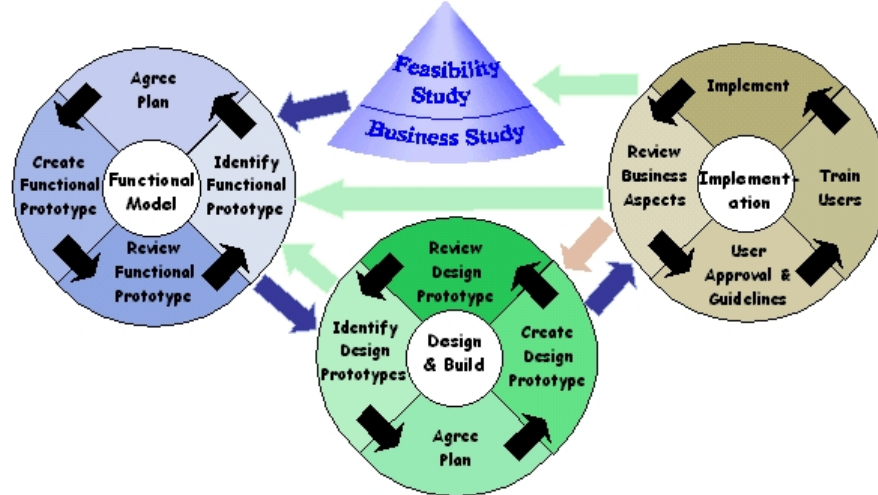 Feasibility
Study
Business Study
Agree
Plan
Create
Functional
Prototype
Functional
Model
Identify
Functional
Prototype
Review
Functional
Prototype
Review
Design
Prototype
Identify
Design
Prototypes
Design
& Build
Create
Design
Prototype
Agree
Plan
Implement
Review
Business
Aspects
Implement-
ation
Train
Users
User
Approval &
Guidelines